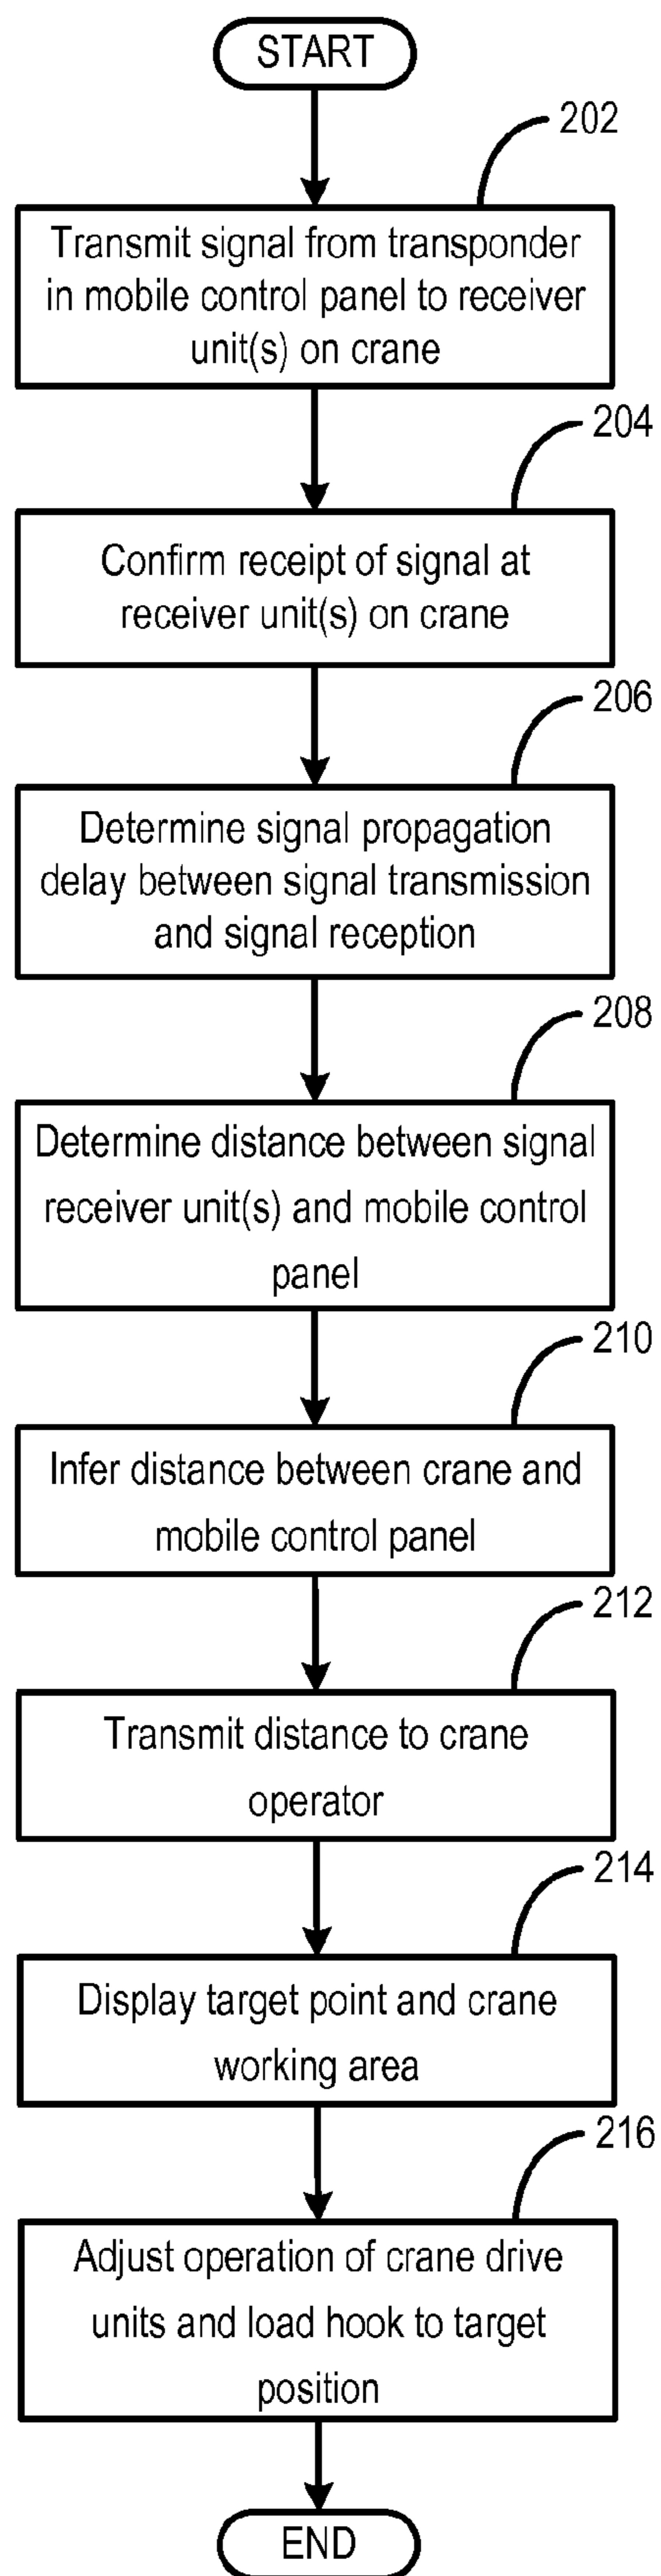 START
202
Transmit signal from transponder
in mobile control panel to receiver
unit(s) on crane
204
Confirm receipt of signal at
receiver unit(s) on crane
206
Determine signal propagation
delay between signal transmission
and signal reception
208
Determine distance between signal
receiver unit(s) and mobile control
panel
210
Infer distance between crane and
mobile control panel
212
Transmit distance to crane
operator
214
Display target point and crane
working area
216
Adjust operation of crane drive
units and load hook to target
position
END